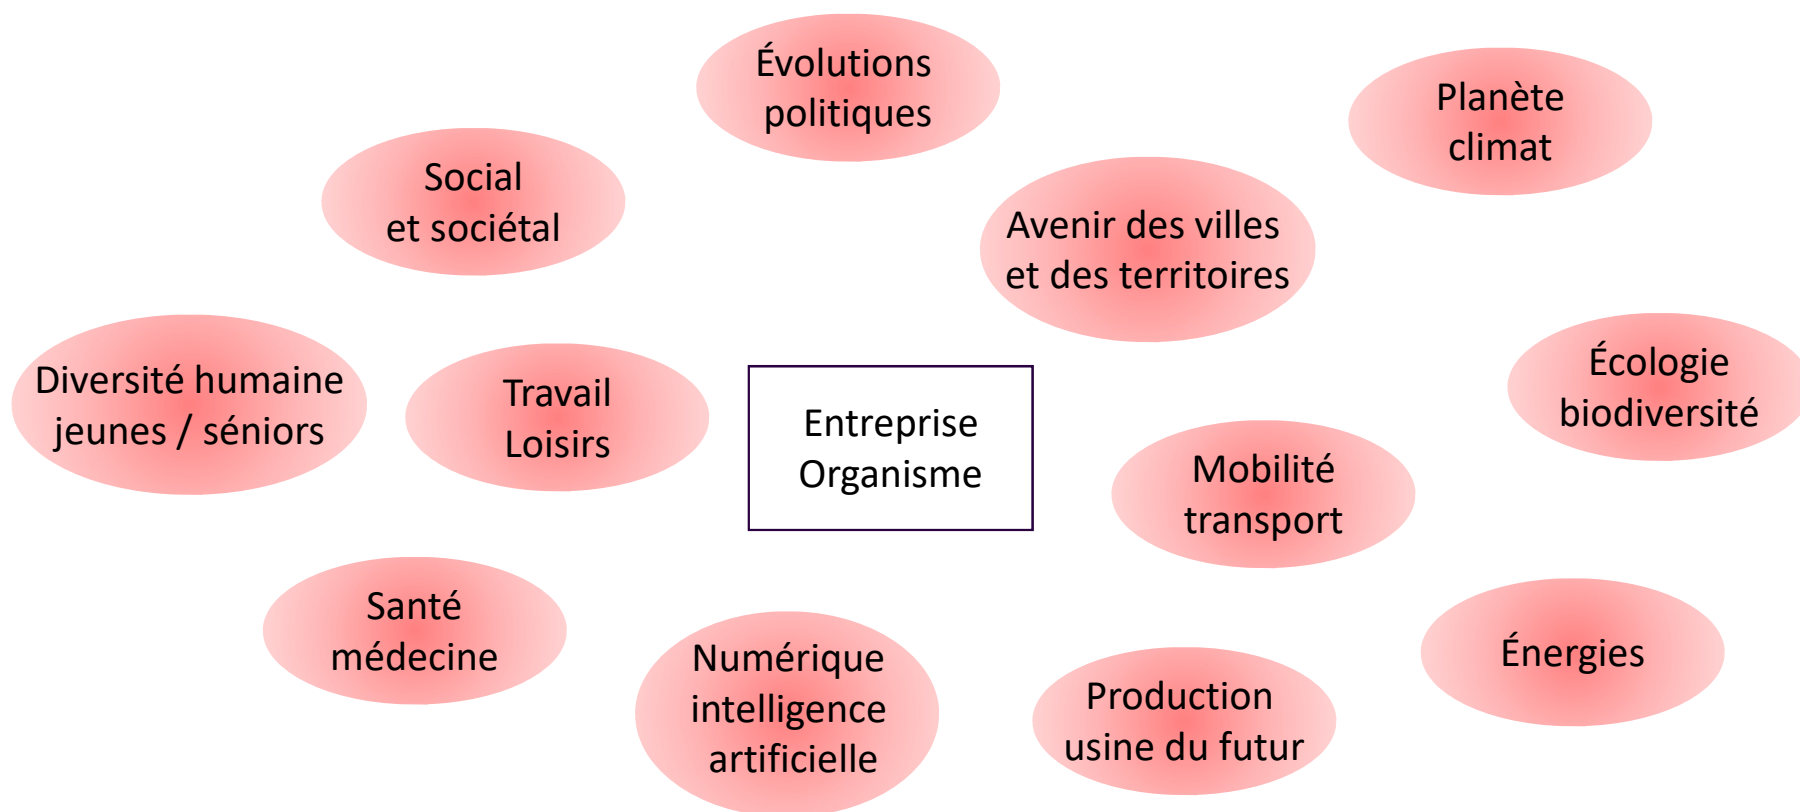 Évolutions
politiques
Planète
climat
Social
et sociétal
Avenir des villes
et des territoires
Diversité humaine
jeunes / séniors
Travail
Loisirs
Entreprise
Organisme
Écologie
biodiversité
Mobilité
transport
Santé
médecine
Numérique
intelligence
artificielle
Production
usine du futur
Énergies